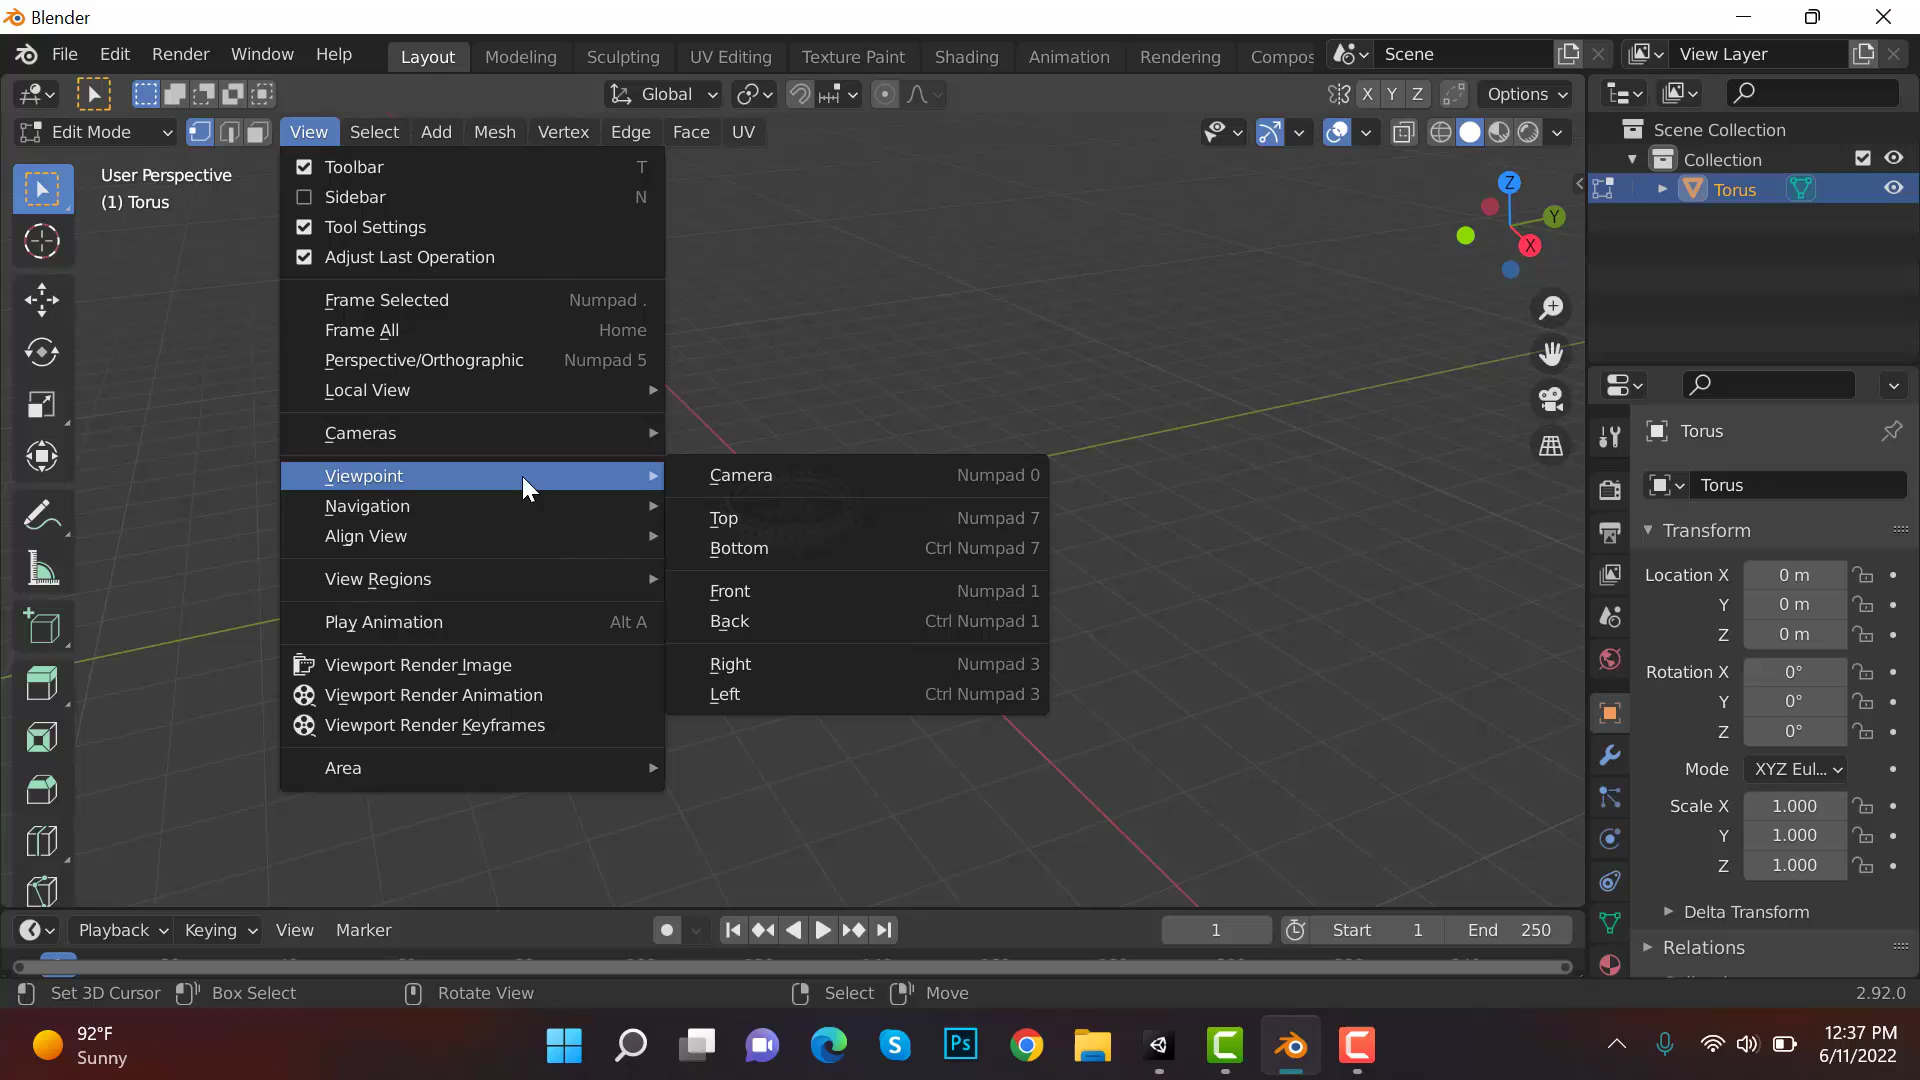 Blender
File Edit Render Window Help Layout Modeling Sculpting UV Editing Texture Paint Shading Animation Rendering Compos Scene View Layer
Global X Y Z Options
Edit Mode View Select Add Mesh Vertex Edge Face UV
User Perspective
(1) Torus
Toolbar T
Sidebar N
Tool Settings
Adjust Last Operation
Frame Selected Numpad .
Frame All Home
Perspective/Orthographic Numpad 5
Local View
Cameras
Viewpoint
Navigation
Align View
View Regions
Play Animation Alt A
Viewport Render Image
Viewport Render Animation
Viewport Render Keyframes
Area
Camera Numpad 0
Top Numpad 7
Bottom Ctrl Numpad 7
Front Numpad 1
Back Ctrl Numpad 1
Right Numpad 3
Left Ctrl Numpad 3
Z
Y
X
Scene Collection
Collection
Torus
Torus
Torus
Transform
Location X 0 m
Y 0 m
Z 0 m
Rotation X 0°
Y 0°
Z 0°
Mode XYZ Eul...
Scale X 1.000
Y 1.000
Z 1.000
Delta Transform
Relations
Playback Keying View Marker 1 Start 1 End 250
Set 3D Cursor Box Select Rotate View Select Move 2.92.0
92°F
Sunny
Ps
12:37 PM
6/11/2022